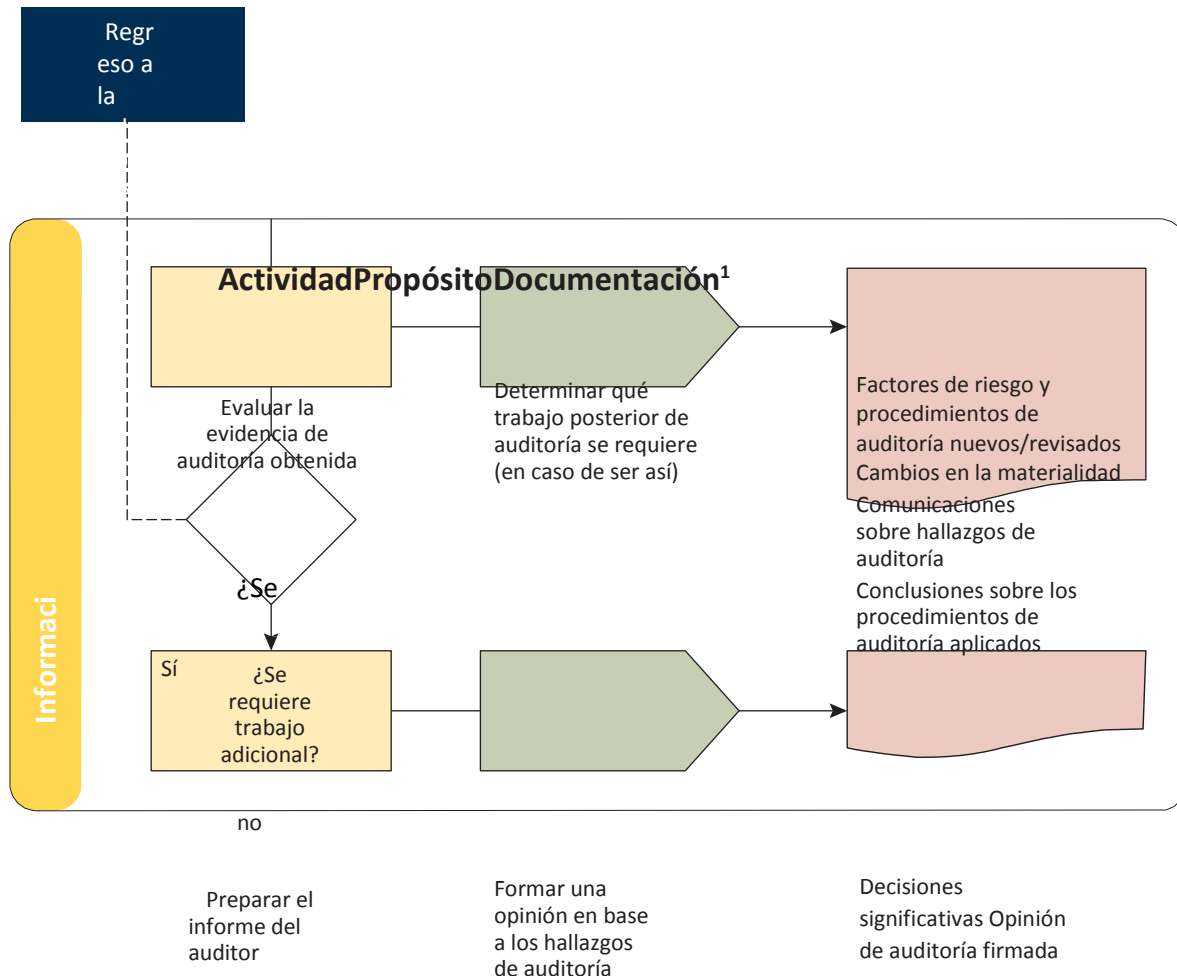 Regr
eso a
la
ActividadPropósitoDocumentación¹
Evaluar la
evidencia de
auditoría obtenida
Determinar qué
trabajo posterior de
auditoría se requiere
(en caso de ser así)
Factores de riesgo y
procedimientos de
auditoría nuevos/revisados
Cambios en la materialidad
Comunicaciones
sobre hallazgos de
auditoría
Conclusiones sobre los
procedimientos de
auditoría aplicados
¿Se
Informaci
Sí
¿Se
requiere
trabajo
adicional?
no
Preparar el
informe del
auditor
Formar una
opinión en base
a los hallazgos
de auditoría
Decisiones
significativas Opinión
de auditoría firmada